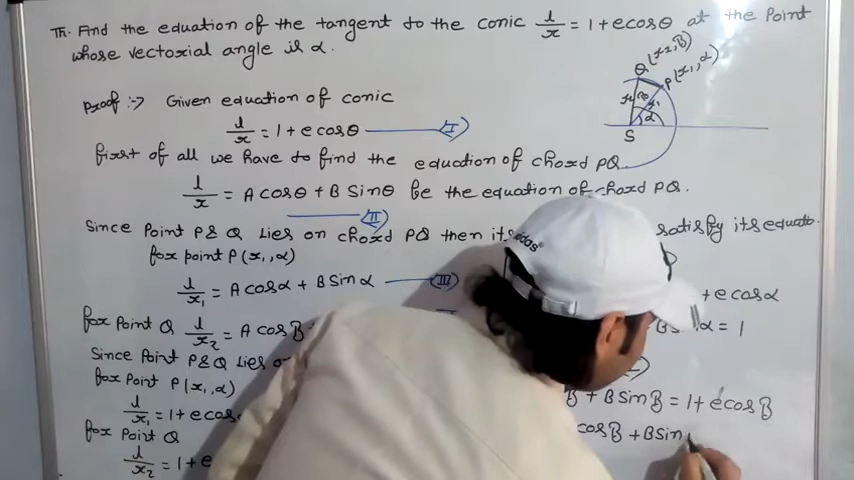 Th. Find the equation of the tangent to the conic l/r = 1 + e cosθ at the Point
whose vectorial angle is α.
Q (r2, β)
P (r1, α)
α
S
Proof :-> Given equation of conic
l/r = 1 + e cosθ —— (I)
first of all we have to find the equation of chord PQ
l/r = A cosθ + B Sinθ be the equation of chord PQ.
—— (II)
Since Point P & Q Lies on chord PQ then its satisfy its equatio.
for point P (r1, α)
l/r1 = A cosα + B Sin α —— (III)
for Point Q l/r2 = A cos β
Since Point P & Q Lies
for Point P (r1, α)
l/r1 = 1 + e cos
for Point Q
l/r2 = 1 + e
+ e cosα
α = 1
β + B Sin β = 1 + e cos β
cos β + B Sin
adidas